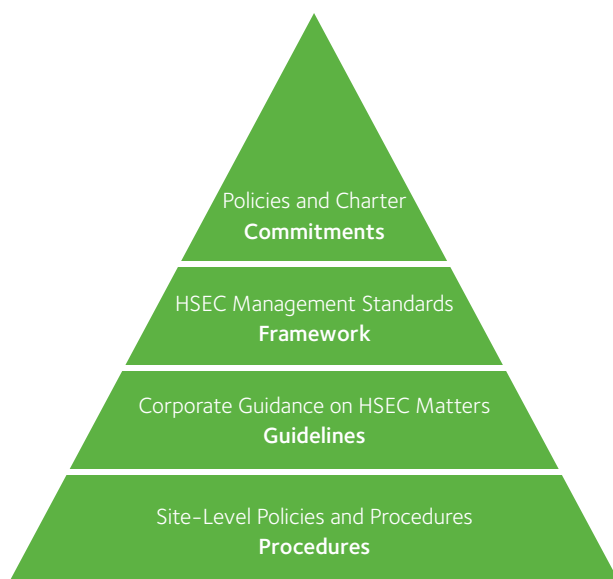 Policies and Charter
Commitments
HSEC Management Standards
Framework
Corporate Guidance on HSEC Matters
Guidelines
Site-Level Policies and Procedures
Procedures